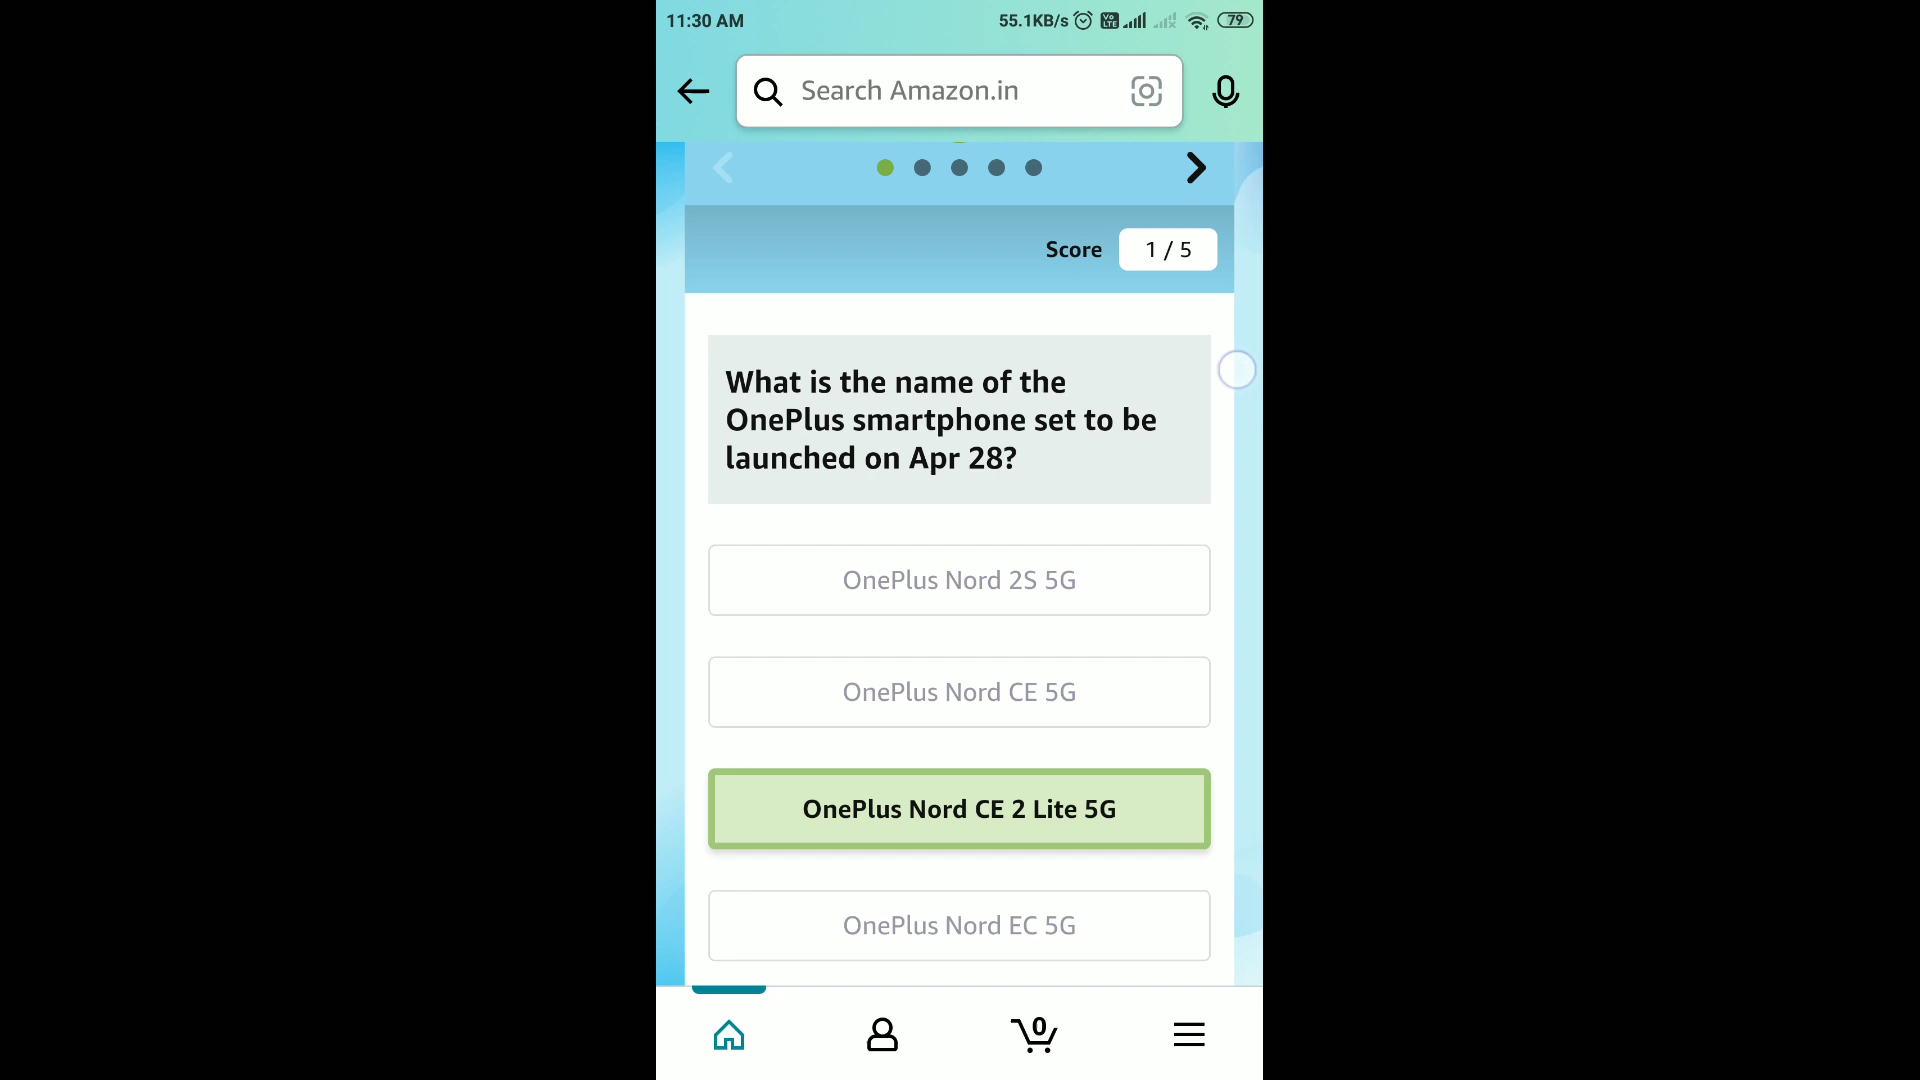 11:30 AM
55.1KB/s Vo LTE 79
Search Amazon.in
Score 1 / 5
What is the name of the
OnePlus smartphone set to be
launched on Apr 28?
OnePlus Nord 2S 5G
OnePlus Nord CE 5G
OnePlus Nord CE 2 Lite 5G
OnePlus Nord EC 5G
0